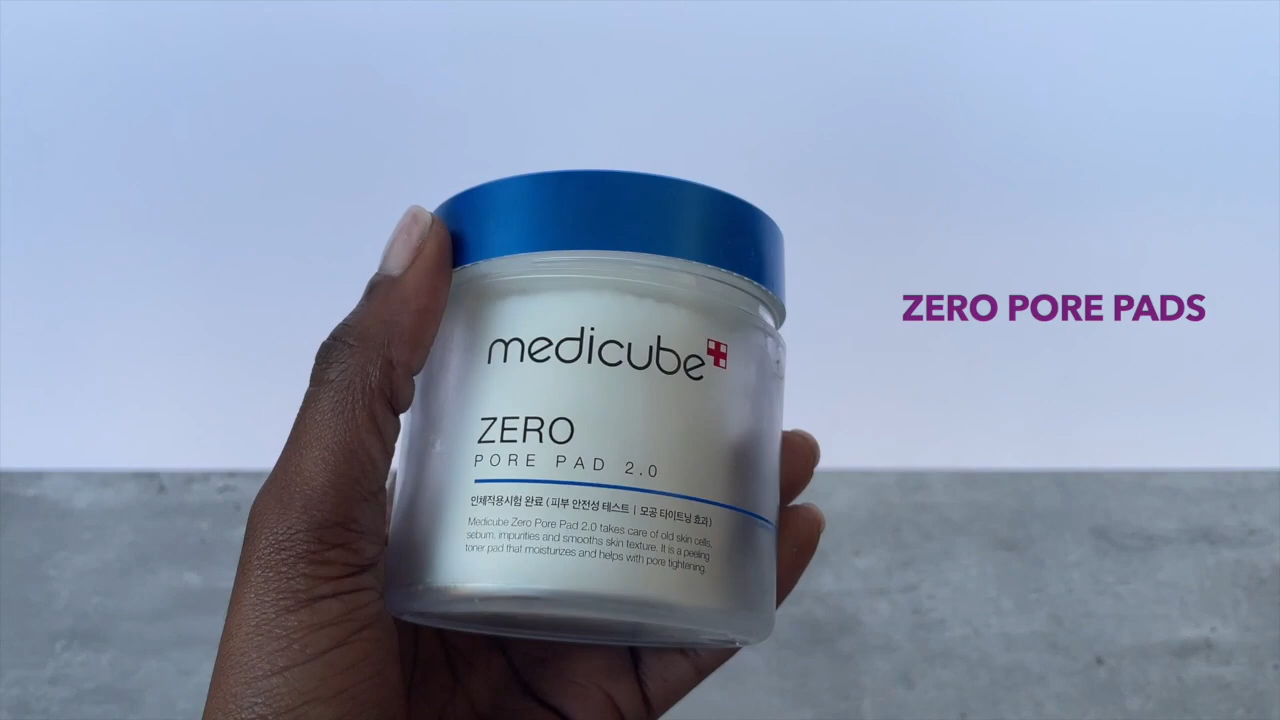 medicube
ZERO
PORE PAD 2.0
인체적용시험 완료 (피부 안전성 테스트 | 모공 타이트닝 효과)
Medicube Zero Pore Pad 2.0 takes care of old skin cells,
sebum, impurities and smooths skin texture. It is a peeling
toner pad that moisturizes and helps with pore tightening.
ZERO PORE PADS